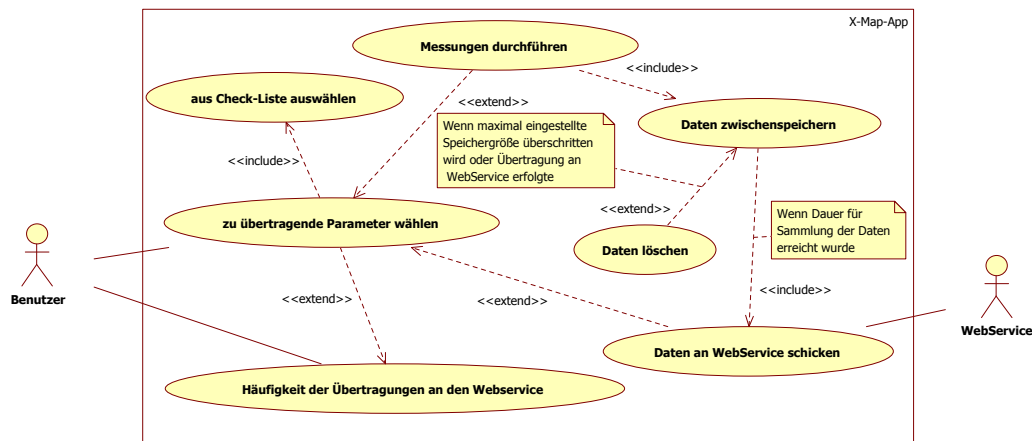 X-Map-App
Messungen durchführen
<<include>>
aus Check-Liste auswählen
<<extend>>
Daten zwischenspeichern
Wenn maximal eingestellte
Speichergröße überschritten
wird oder Übertragung an
WebService erfolgte
<<include>>
zu übertragende Parameter wählen
<<extend>>
Wenn Dauer für
Sammlung der Daten
erreicht wurde
Daten löschen
Benutzer
<<extend>>
<<extend>>
<<include>>
WebService
Daten an WebService schicken
Häufigkeit der Übertragungen an den Webservice